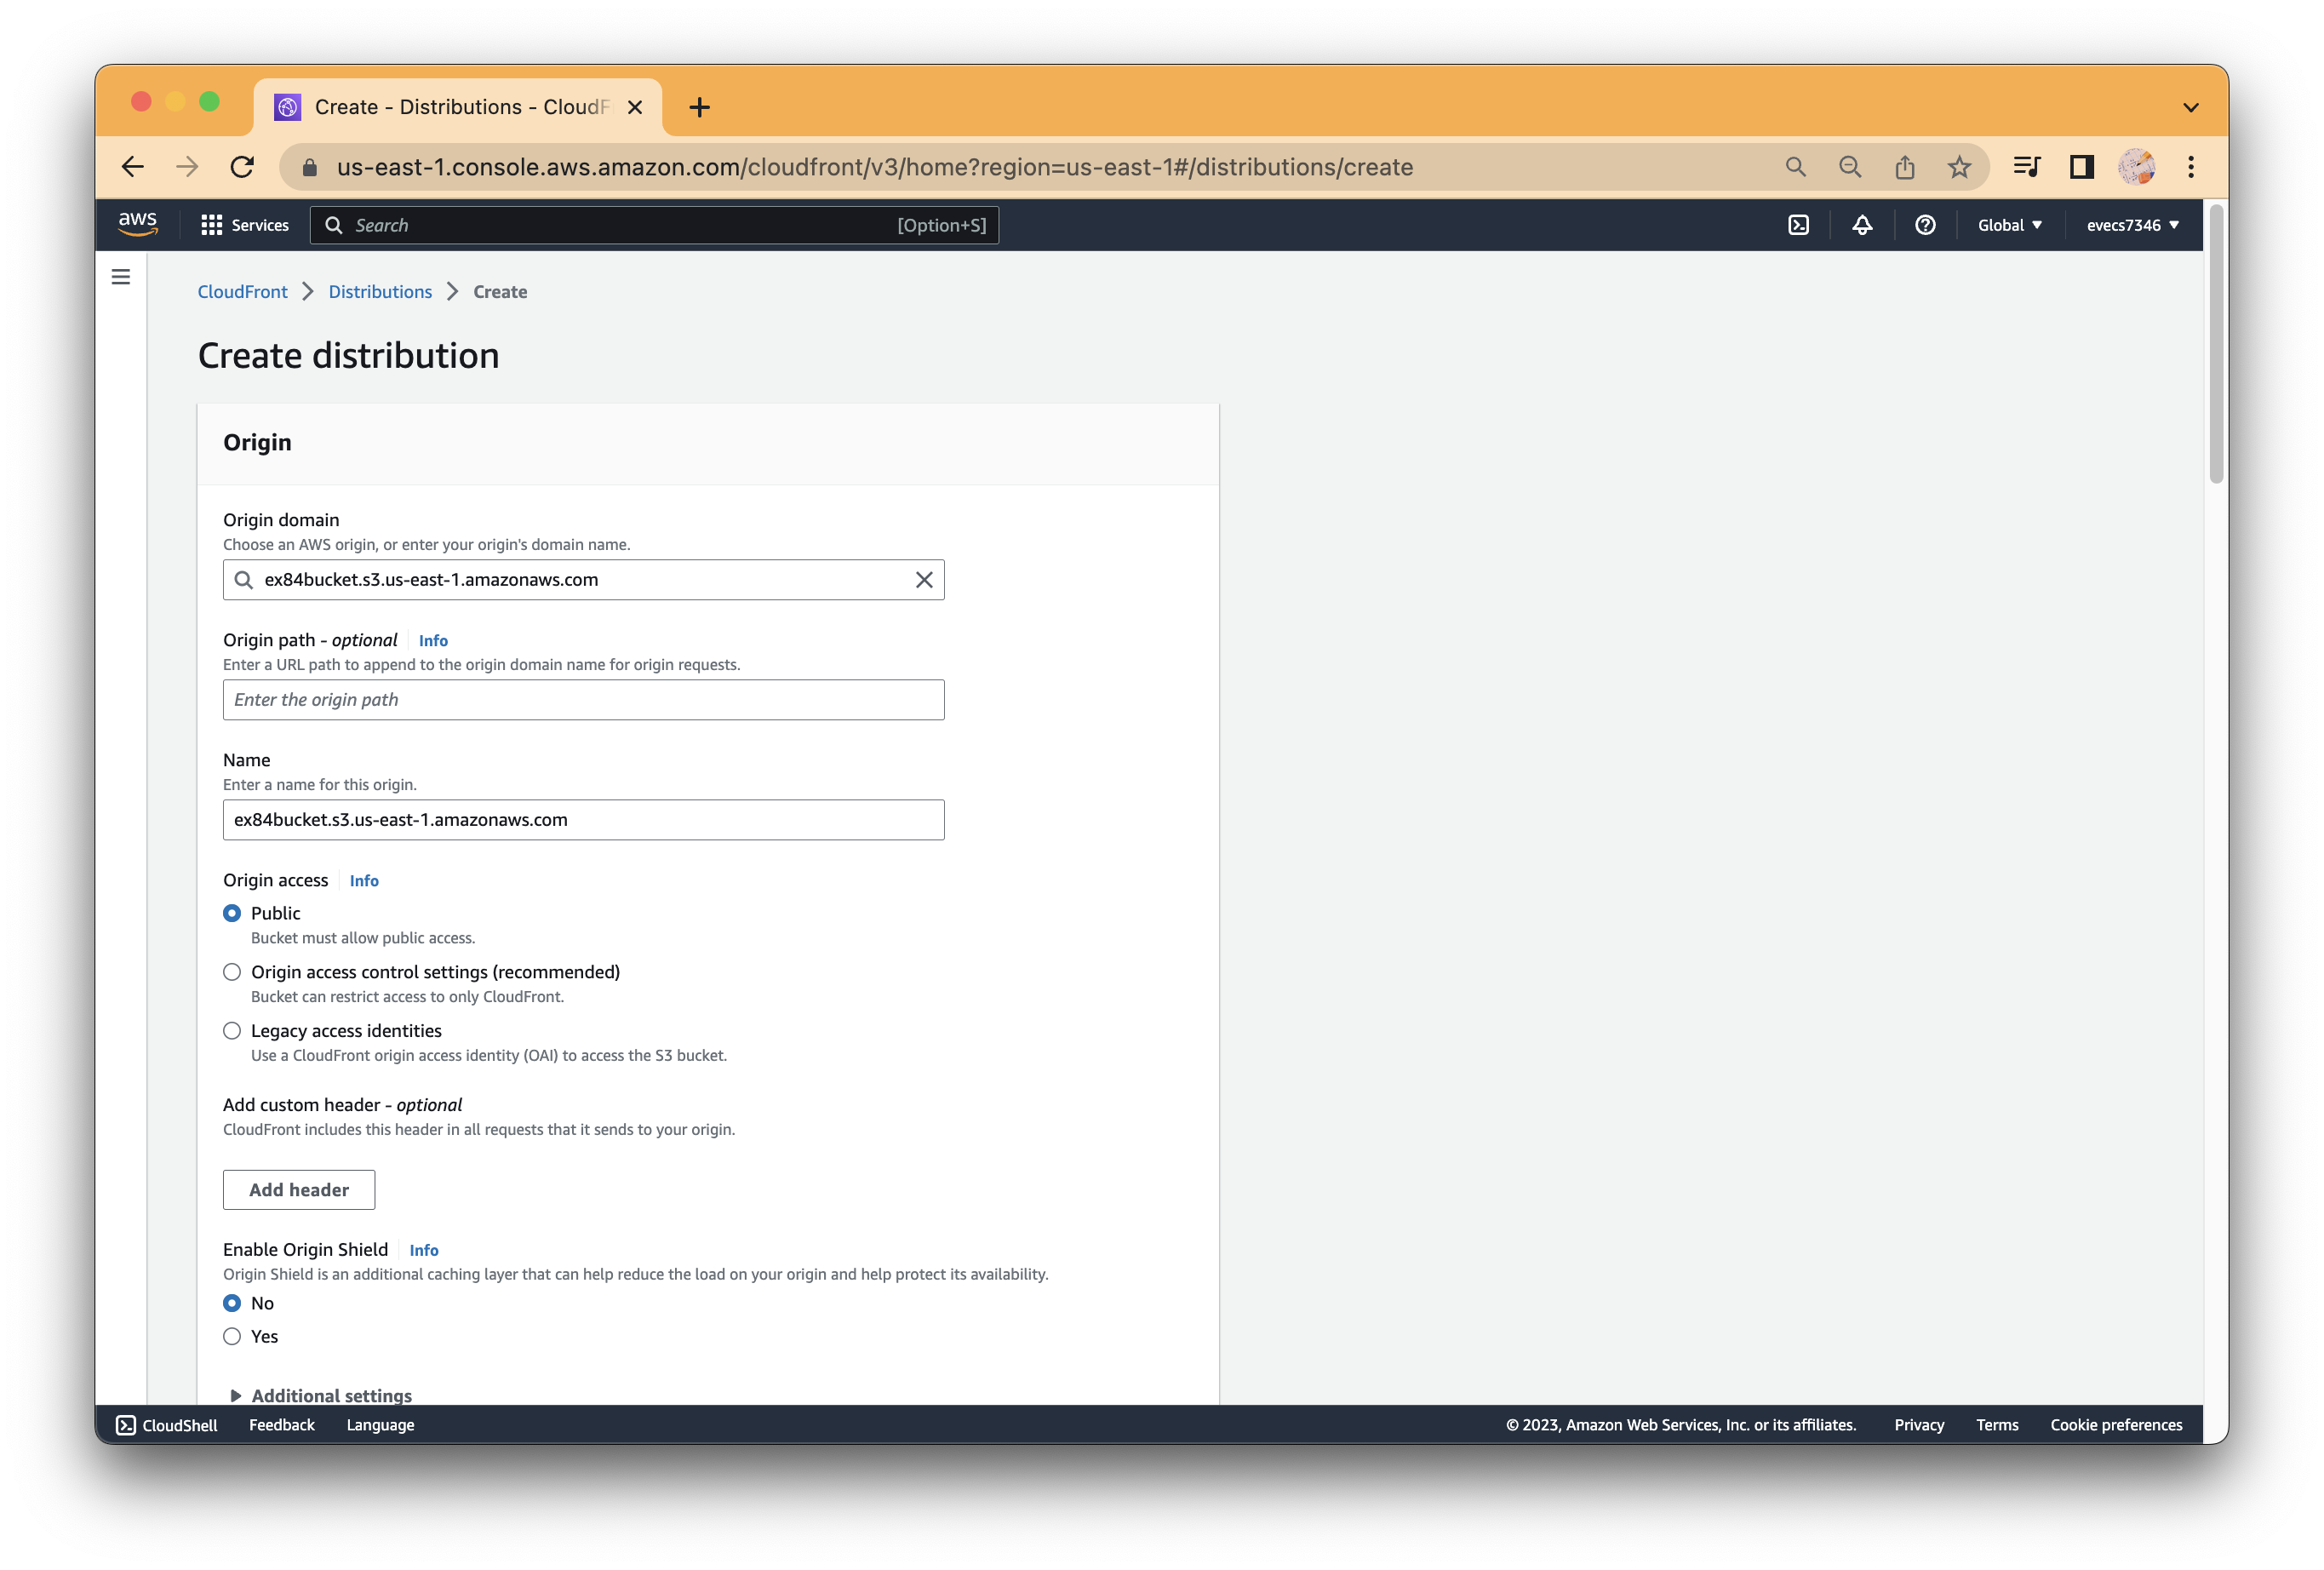 Create - Distributions - CloudF
us-east-1.console.aws.amazon.com/cloudfront/v3/home?region=us-east-1#/distributions/create
aws Services Search [Option+S] Global evecs7346
CloudFront Distributions Create
Create distribution
Origin
Origin domain
Choose an AWS origin, or enter your origin's domain name.
ex84bucket.s3.us-east-1.amazonaws.com
Origin path - optional Info
Enter a URL path to append to the origin domain name for origin requests.
Enter the origin path
Name
Enter a name for this origin.
ex84bucket.s3.us-east-1.amazonaws.com
Origin access Info
Public
Bucket must allow public access.
Origin access control settings (recommended)
Bucket can restrict access to only CloudFront.
Legacy access identities
Use a CloudFront origin access identity (OAI) to access the S3 bucket.
Add custom header - optional
CloudFront includes this header in all requests that it sends to your origin.
Add header
Enable Origin Shield Info
Origin Shield is an additional caching layer that can help reduce the load on your origin and help protect its availability.
No
Yes
Additional settings
CloudShell Feedback Language © 2023, Amazon Web Services, Inc. or its affiliates. Privacy Terms Cookie preferences